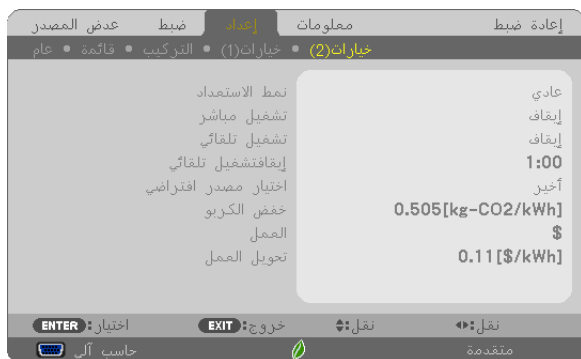 عدض المصدر ضبط إعداد معلومات إعادة ضبط
عام • قائمة • التركيب • خيارات(1) • خيارات(2)
نمط الاستعداد عادي
تشغيل مباشر إيقاف
تشغيل تلقائي إيقاف
إيقافتشغيل تلقائي 1:00
اختيار مصدر افتراضي أخير
خفض الكربو 0.505[kg-CO2/kWh]
العمل $
تحويل العمل 0.11[$/kWh]
ENTER :اختيار EXIT :خروج نقل: نقل:
حاسب آلي متقدمة